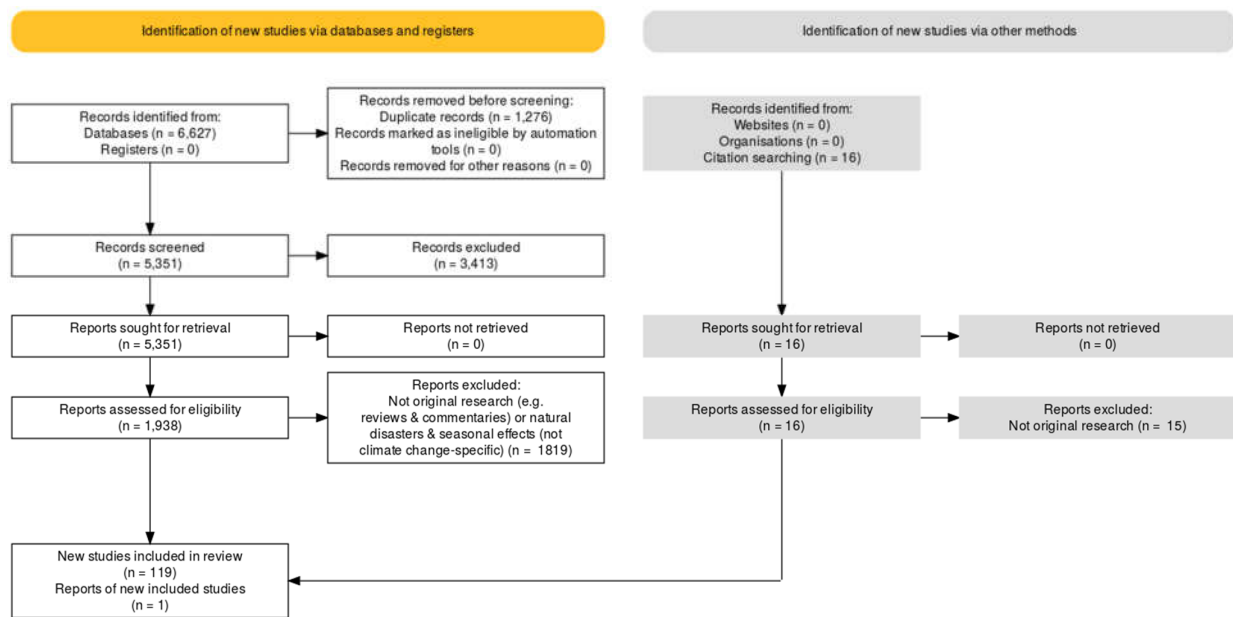 Identification of new studies via databases and registers
Identification of new studies via other methods
Records identified from:
Databases (n = 6,627)
Registers (n = 0)
Records removed before screening:
Duplicate records (n = 1,276)
Records marked as ineligible by automation
tools (n = 0)
Records removed for other reasons (n = 0)
Records identified from:
Websites (n = 0)
Organisations (n = 0)
Citation searching (n = 16)
Records screened
(n = 5,351)
Records excluded
(n = 3,413)
Reports sought for retrieval
(n = 5,351)
Reports not retrieved
(n = 0)
Reports sought for retrieval
(n = 16)
Reports not retrieved
(n = 0)
Reports assessed for eligibility
(n = 1,938)
Reports excluded:
Not original research (e.g.
reviews & commentaries) or natural
disasters & seasonal effects (not
climate change-specific) (n = 1819)
Reports assessed for eligibility
(n = 16)
Reports excluded:
Not original research (n = 15)
New studies included in review
(n = 119)
Reports of new included studies
(n = 1)